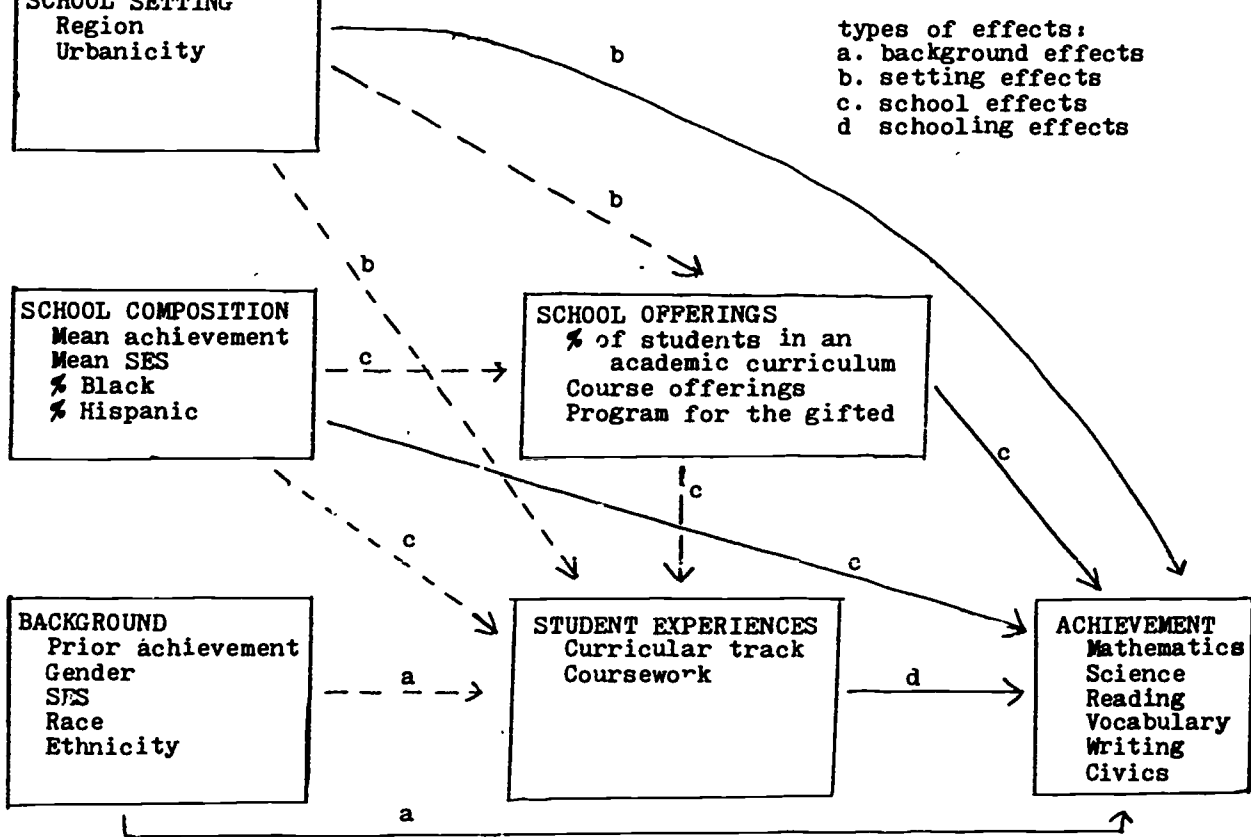 SCHOOL SETTING
Region
Urbanicity
types of effects:
a. background effects
b. setting effects
c. school effects
d schooling effects
b
b
b
SCHOOL COMPOSITION
Mean achievement
Mean SES
% Black
% Hispanic
c
SCHOOL OFFERINGS
% of students in an
academic curriculum
Course offerings
Program for the gifted
c
c
c
c
BACKGROUND
Prior achievement
Gender
SES
Race
Ethnicity
a
STUDENT EXPERIENCES
Curricular track
Coursework
d
ACHIEVEMENT
Mathematics
Science
Reading
Vocabulary
Writing
Civics
a